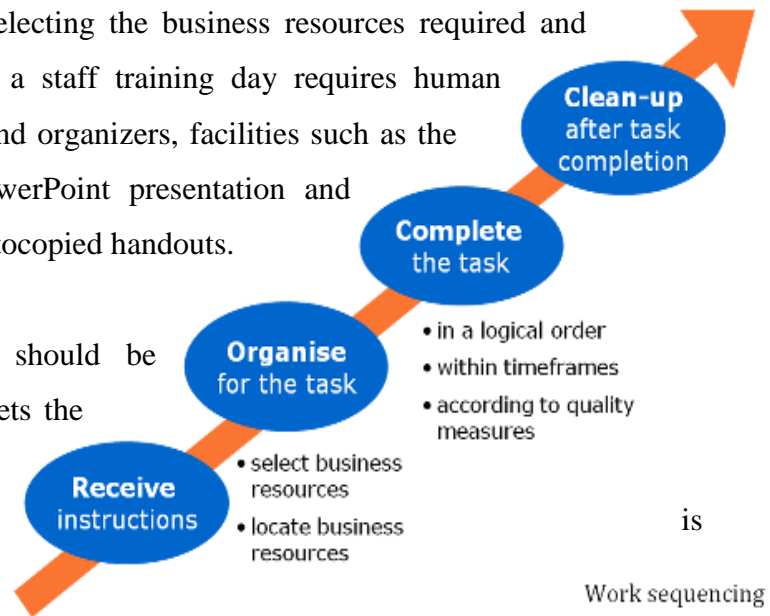 electing the business resources required and
a staff training day requires human
nd organizers, facilities such as the
werPoint presentation and
tocopied handouts.
should be
ets the
is
Clean-up
after task
completion
Complete
the task
• in a logical order
• within timeframes
• according to quality
measures
Organise
for the task
• select business
resources
• locate business
resources
Receive
instructions
Work sequencing